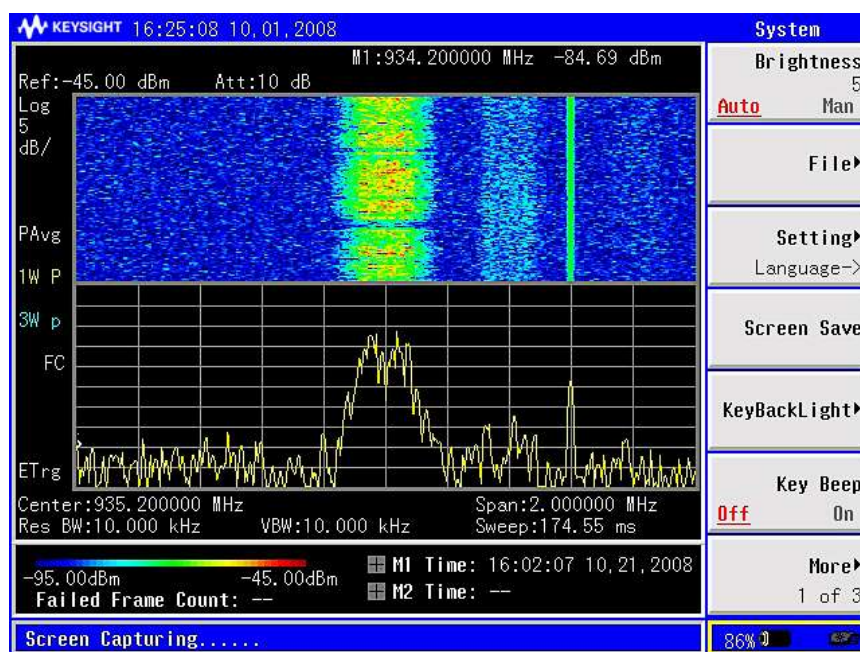 KEYSIGHT 16:25:08 10,01,2008
System
M1:934.200000 MHz -84.69 dBm
Ref:-45.00 dBm Att:10 dB
Log
5
dB/
PAvg
1W P
3W p
FC
ETrg
Center:935.200000 MHz Span:2.000000 MHz
Res BW:10.000 kHz VBW:10.000 kHz Sweep:174.55 ms
-95.00dBm -45.00dBm
Failed Frame Count: --
M1 Time: 16:02:07 10,21,2008
M2 Time: --
Screen Capturing......
Brightness
5
Auto Man
File
Setting
Language->
Screen Save
KeyBackLight
Key Beep
Off On
More
1 of 3
86%